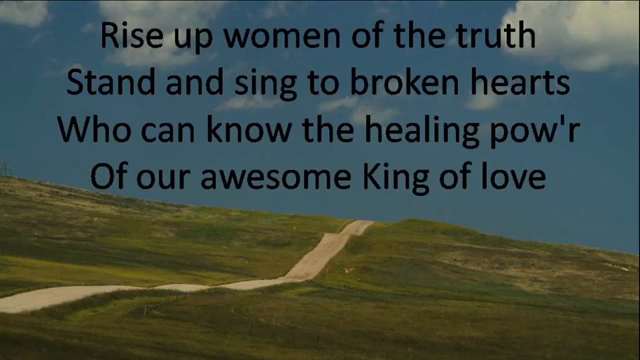 Rise up women of the truth
Stand and sing to broken hearts
Who can know the healing pow'r
Of our awesome King of love